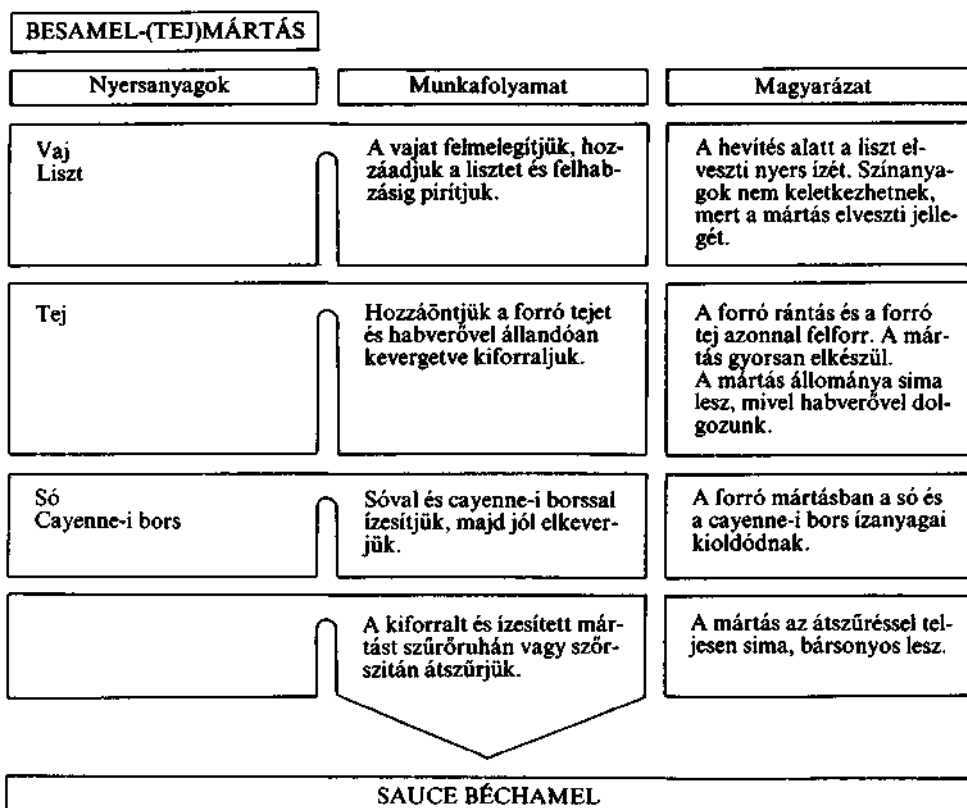 BESAMEL-(TEJ)MÁRTÁS
Nyersanyagok
Munkafolyamat
Magyarázat
Vaj
Liszt
A vajat felmelegítjük, hoz-
záadjuk a lisztet és felhab-
zásig pirítjuk.
A hevítés alatt a liszt el-
veszti nyers ízét. Színanya-
gok nem keletkezhetnek,
mert a mártás elveszti jelle-
gét.
Tej
Hozzáöntjük a forró tejet
és habverővel állandóan
kevergetve kiforraljuk.
A forró rántás és a forró
tej azonnal felforr. A már-
tás gyorsan elkészül.
A mártás állománya sima
lesz, mivel habverővel dol-
gozunk.
Só
Cayenne-i bors
Sóval és cayenne-i borssal
ízesítjük, majd jól elkever-
jük.
A forró mártásban a só és
a cayenne-i bors ízanyagai
kioldódnak.
A kiforralt és ízesített már-
tást szűrőruhán vagy szőr-
szitán átszűrjük.
A mártás az átszűréssel tel-
jesen sima, bársonyos lesz.
SAUCE BÉCHAMEL